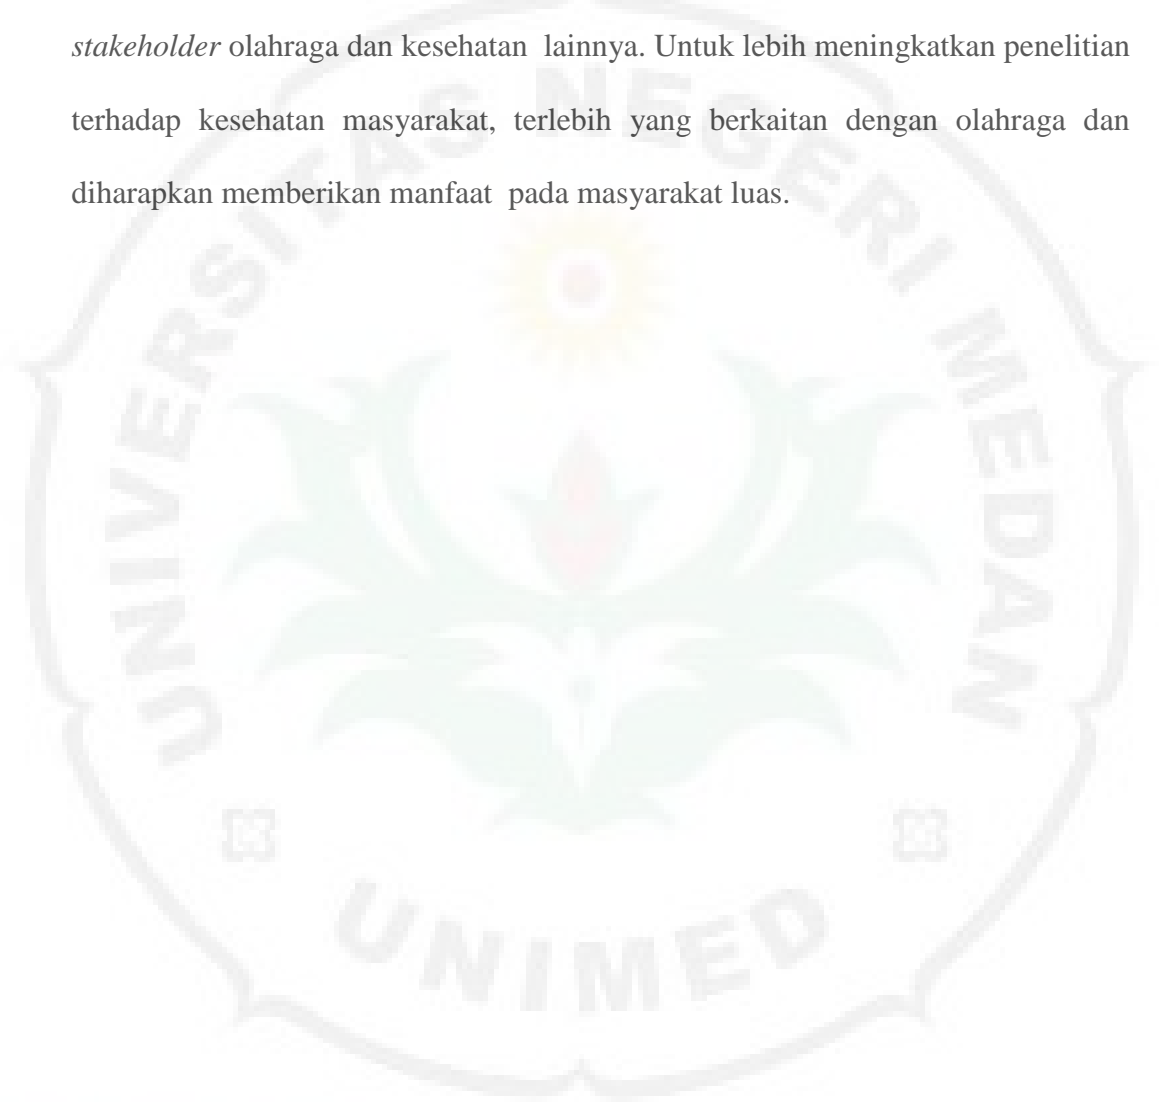 stakeholder olahraga dan kesehatan  lainnya. Untuk lebih meningkatkan penelitian
terhadap kesehatan masyarakat, terlebih yang berkaitan dengan olahraga dan
diharapkan memberikan manfaat  pada masyarakat luas.
UNIVERSITAS NEGERI MEDAN
UNIMED